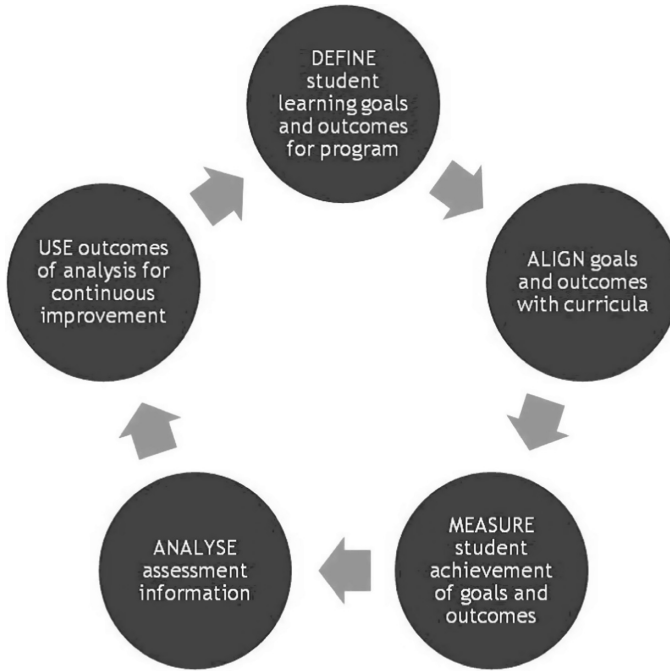 DEFINE
student
learning goals
and outcomes
for program
ALIGN goals
and outcomes
with curricula
MEASURE
student
achievement
of goals and
outcomes
ANALYSE
assessment
information
USE outcomes
of analysis for
continuous
improvement